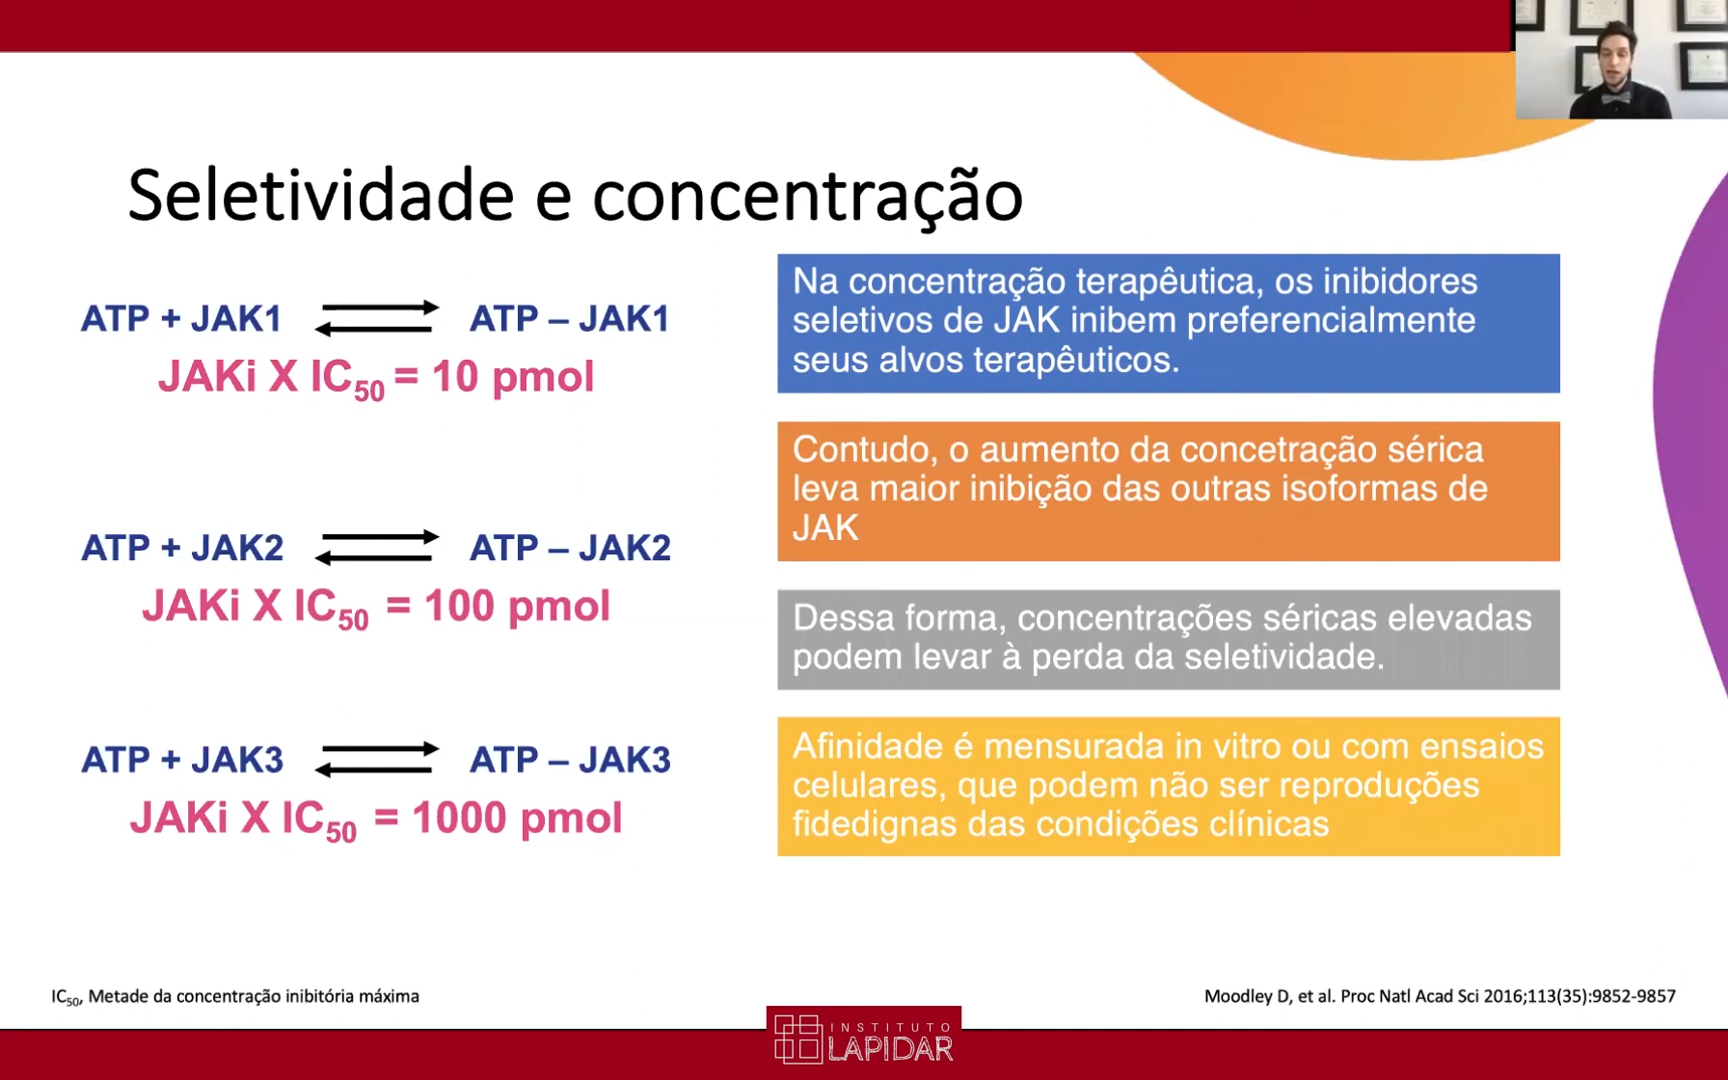 Seletividade e concentração
ATP + JAK1 ATP – JAK1
JAKi X IC50 = 10 pmol
ATP + JAK2 ATP – JAK2
JAKi X IC50 = 100 pmol
ATP + JAK3 ATP – JAK3
JAKi X IC50 = 1000 pmol
Na concentração terapêutica, os inibidores
seletivos de JAK inibem preferencialmente
seus alvos terapêuticos.
Contudo, o aumento da concetração sérica
leva maior inibição das outras isoformas de
JAK
Dessa forma, concentrações séricas elevadas
podem levar à perda da seletividade.
Afinidade é mensurada in vitro ou com ensaios
celulares, que podem não ser reproduções
fidedignas das condições clínicas
IC50, Metade da concentração inibitória máxima
Moodley D, et al. Proc Natl Acad Sci 2016;113(35):9852-9857
INSTITUTO
LAPIDAR